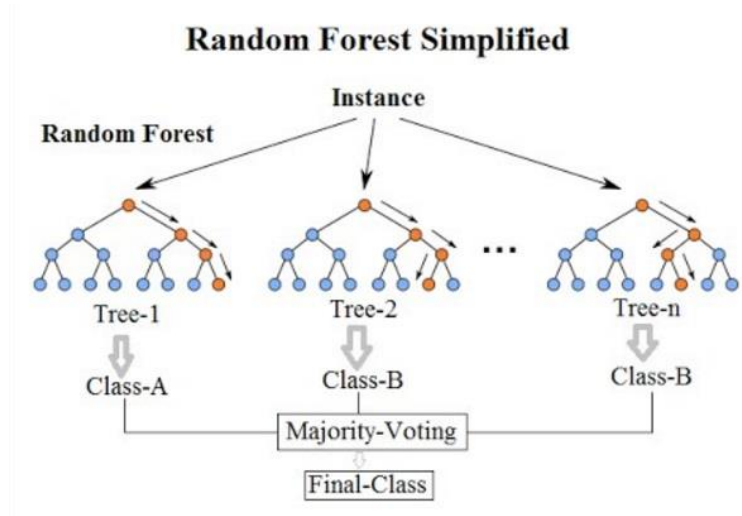 Random Forest Simplified
Instance
Random Forest
...
Tree-1
Tree-2
Tree-n
Class-A
Class-B
Class-B
Majority-Voting
Final-Class